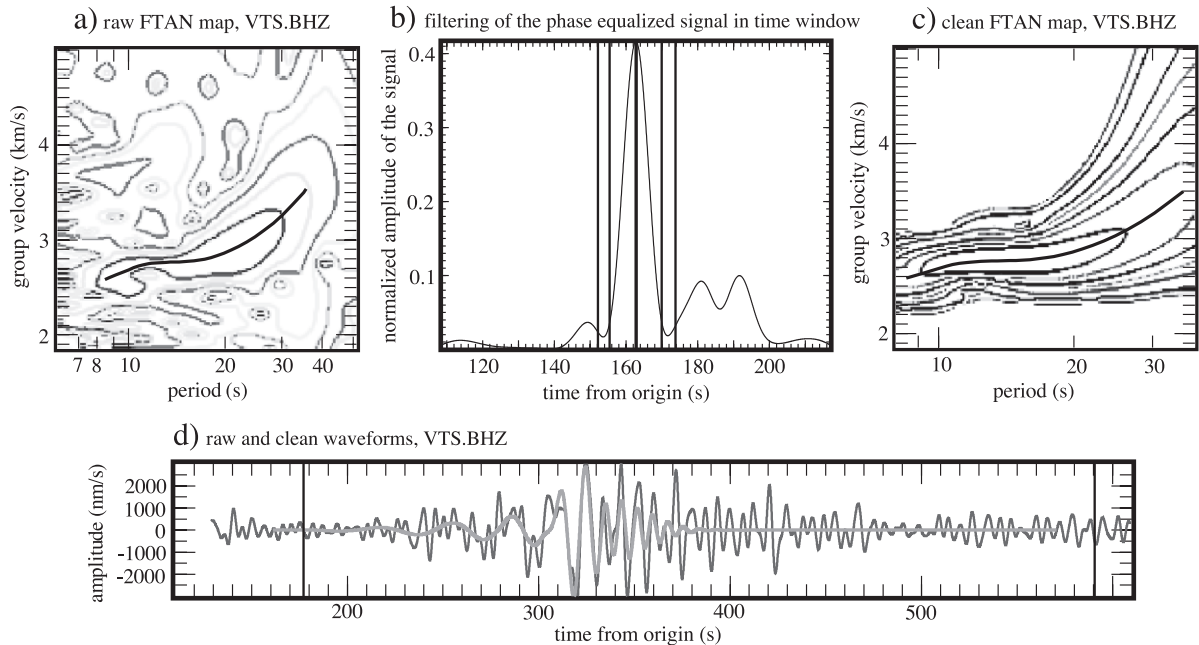 a) raw FTAN map, VTS.BHZ
group velocity (km/s)
4
3
2
7 8 10 20 30 40
period (s)
b) filtering of the phase equalized signal in time window
normalized amplitude of the signal
0.4
0.3
0.2
0.1
120 140 160 180 200
time from origin (s)
c) clean FTAN map, VTS.BHZ
group velocity (km/s)
4
3
2
10 20 30
period (s)
d) raw and clean waveforms, VTS.BHZ
amplitude (nm/s)
2000
1000
0
-1000
-2000
200 300 400 500
time from origin (s)